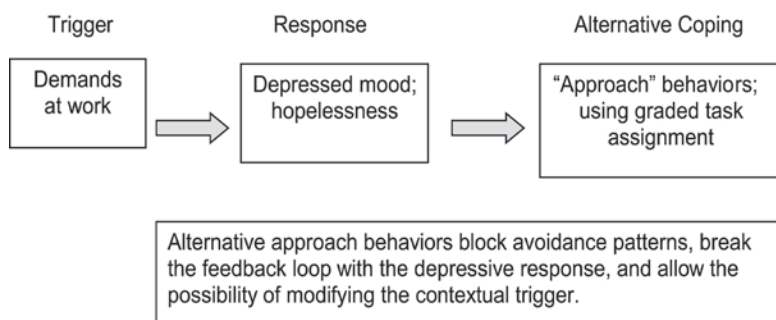 Trigger
Response
Alternative Coping
Demands
at work
Depressed mood;
hopelessness
“Approach” behaviors;
using graded task
assignment
Alternative approach behaviors block avoidance patterns, break
the feedback loop with the depressive response, and allow the
possibility of modifying the contextual trigger.